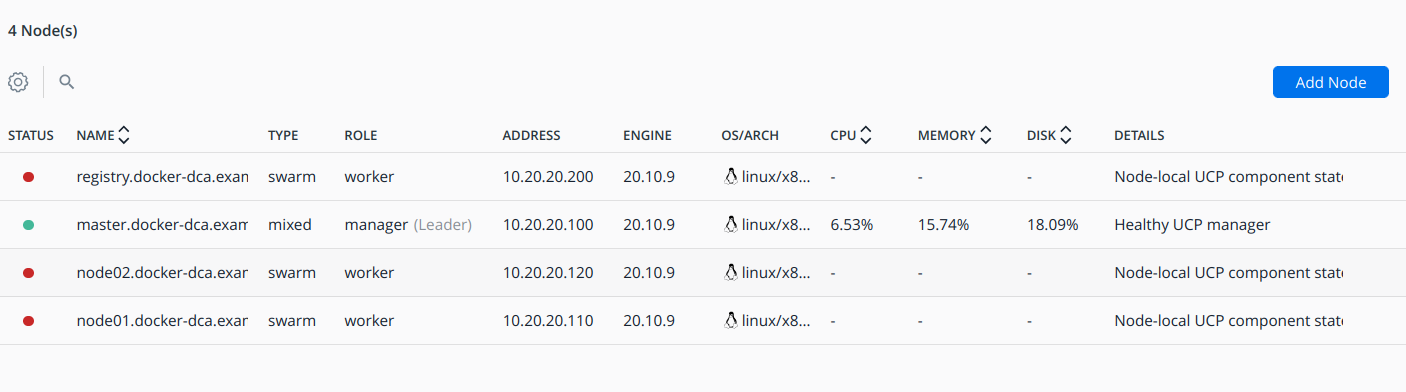 4 Node(s)
Add Node
STATUS NAME TYPE ROLE ADDRESS ENGINE OS/ARCH CPU MEMORY DISK DETAILS
registry.docker-dca.exan swarm worker 10.20.20.200 20.10.9 linux/x8... - - - Node-local UCP component state
master.docker-dca.exam mixed manager (Leader) 10.20.20.100 20.10.9 linux/x8... 6.53% 15.74% 18.09% Healthy UCP manager
node02.docker-dca.exar swarm worker 10.20.20.120 20.10.9 linux/x8... - - - Node-local UCP component state
node01.docker-dca.exar swarm worker 10.20.20.110 20.10.9 linux/x8... - - - Node-local UCP component state